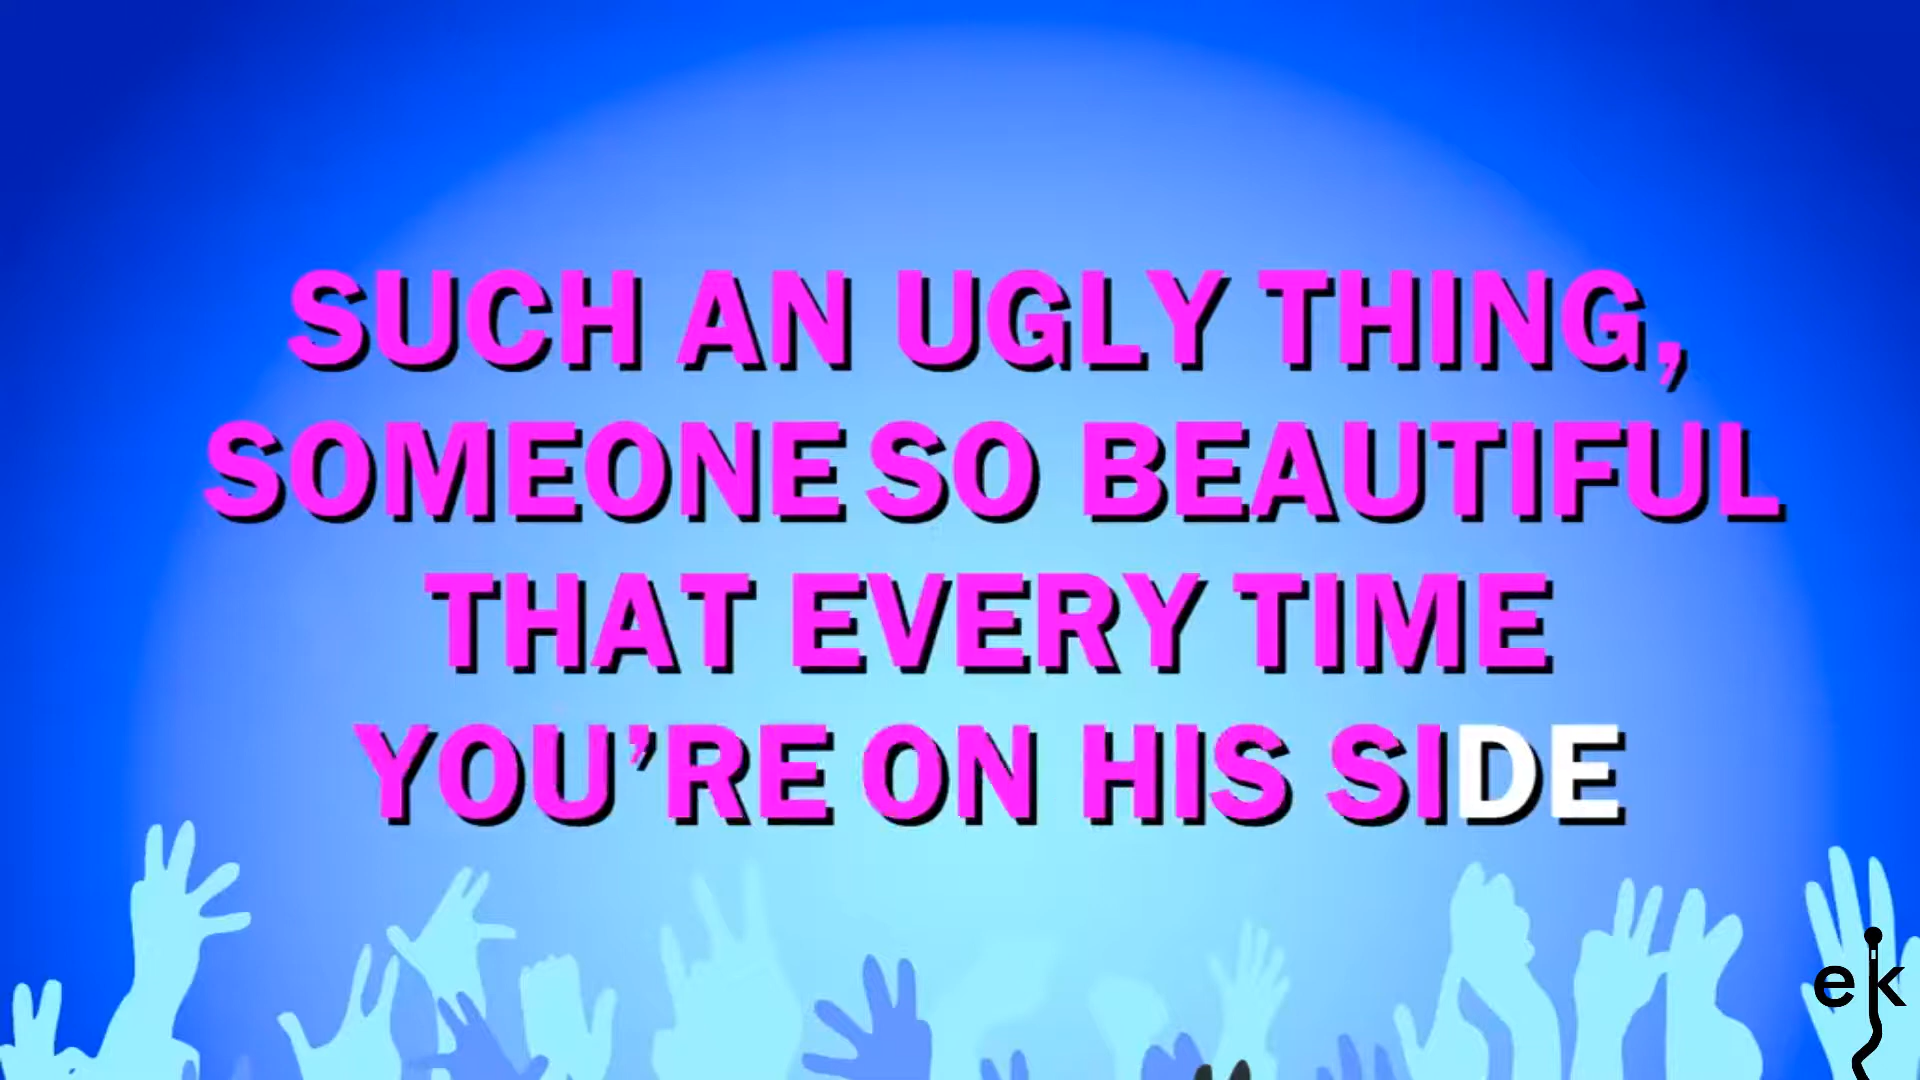 SUCH AN UGLY THING,
SOMEONE SO BEAUTIFUL
THAT EVERY TIME
YOU'RE ON HIS SIDE
ek